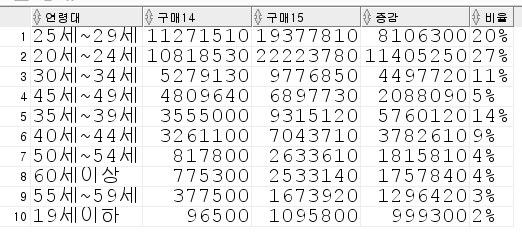 연령대 구매14 구매15 증감 비율
1 25세~29세 11271510 19377810 8106300 20%
2 20세~24세 10818530 22223780 11405250 27%
3 30세~34세 5279130 9776850 4497720 11%
4 45세~49세 4809640 6897730 2088090 5%
5 35세~39세 3555000 9315120 5760120 14%
6 40세~44세 3261100 7043710 3782610 9%
7 50세~54세 817800 2633610 1815810 4%
8 60세이상 775300 2533140 1757840 4%
9 55세~59세 377500 1673920 1296420 3%
10 19세이하 96500 1095800 999300 2%